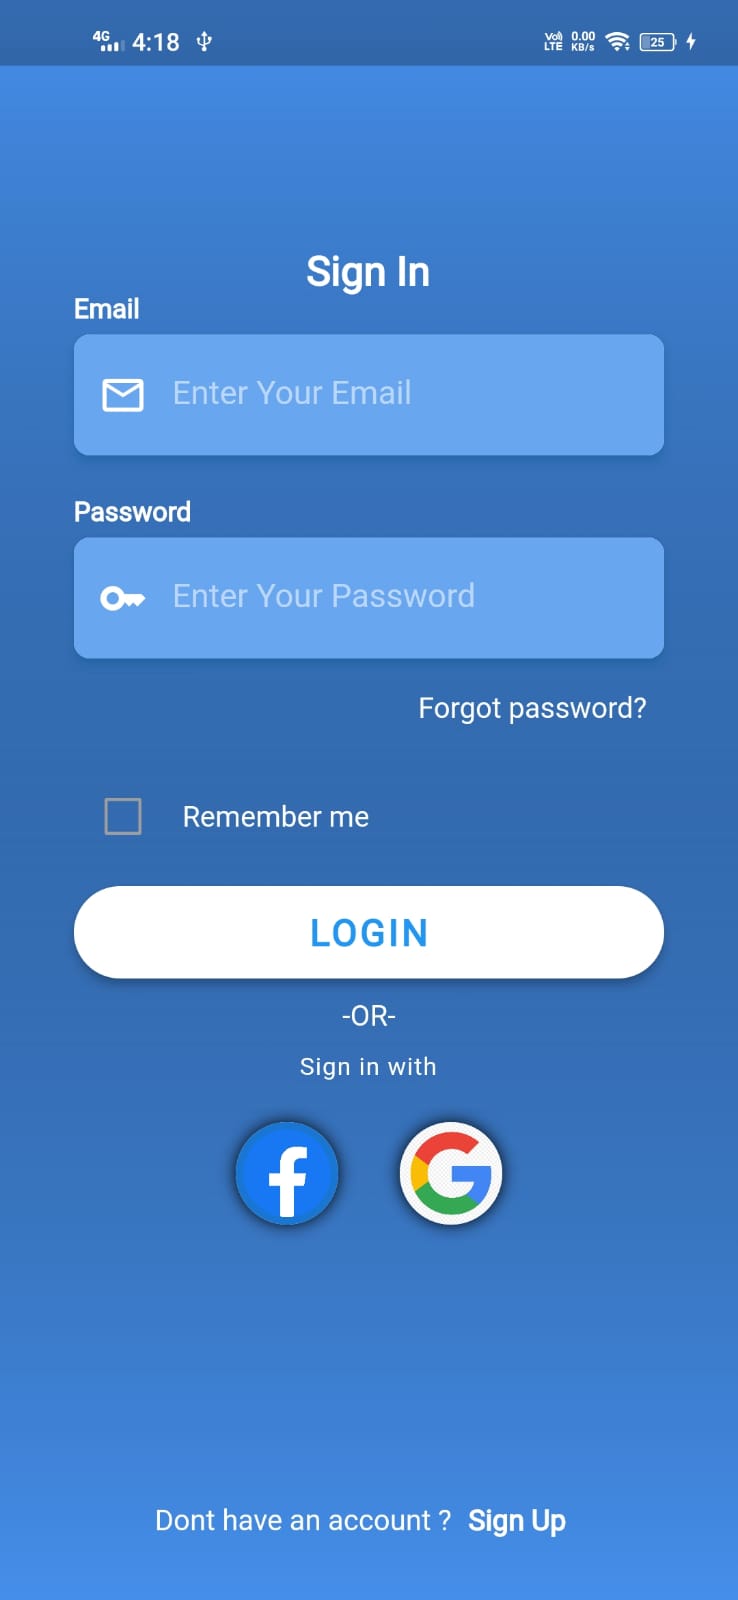 4G 4:18 Vo) LTE 0.00 KB/s 25
Sign In
Email
Enter Your Email
Password
Enter Your Password
Forgot password?
Remember me
LOGIN
-OR-
Sign in with
Dont have an account ? Sign Up